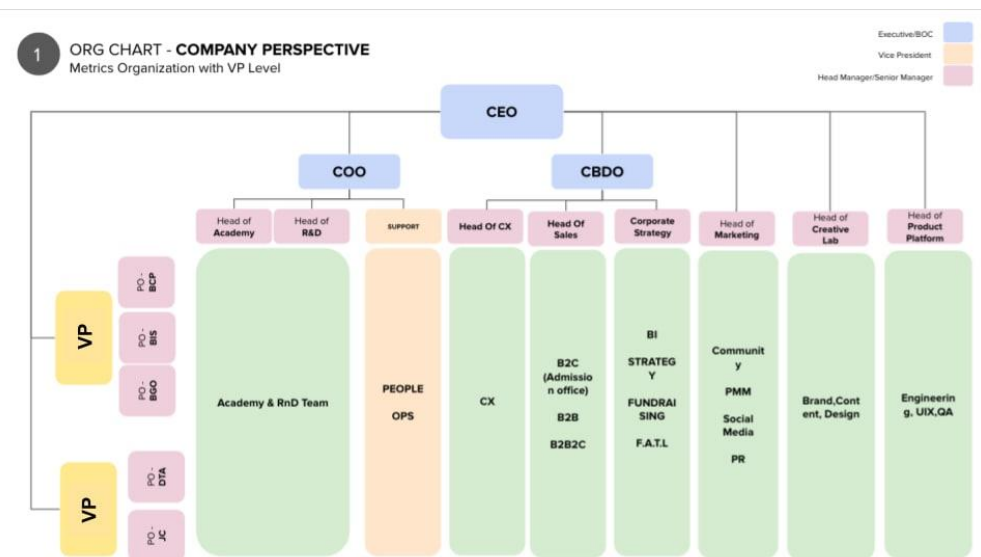 1
ORG CHART - COMPANY PERSPECTIVE
Metrics Organization with VP Level
Executive/BOC
Vice President
Head Manager/Senior Manager
CEO
COO
CBDO
Head of
Academy
Head of
R&D
SUPPORT
Head Of CX
Head Of
Sales
Corporate
Strategy
Head of
Marketing
Head of
Creative
Lab
Head of
Product
Platform
VP
PO -
BCP
PO -
BIS
PO -
BGO
VP
PO -
DTA
PO -
JC
Academy & RnD Team
PEOPLE
OPS
CX
B2C
(Admissio
n office)
B2B
B2B2C
BI
STRATEG
Y
FUNDRAI
SING
F.A.T.L
Communit
y
PMM
Social
Media
PR
Brand,Cont
ent, Design
Engineerin
g, UIX,QA